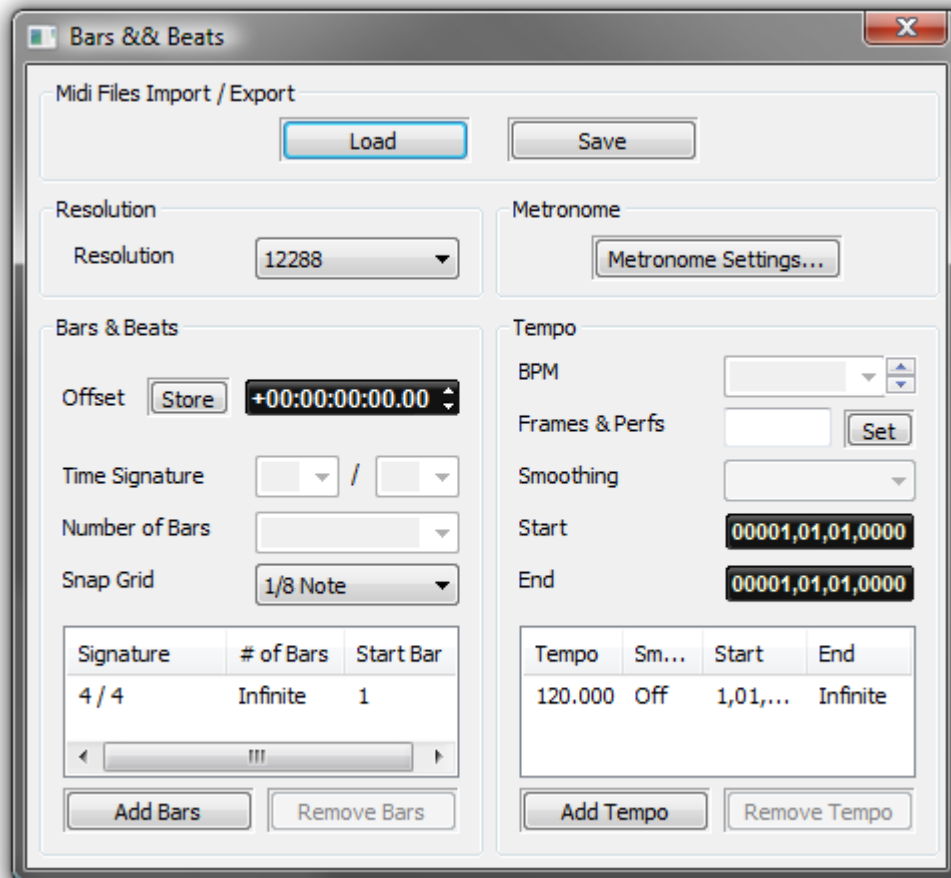 Bars && Beats
Midi Files Import / Export
Load Save
Resolution Metronome
Resolution 12288 Metronome Settings...
Bars & Beats
Offset Store +00:00:00:00.00
Time Signature /
Number of Bars
Snap Grid 1/8 Note
Signature # of Bars Start Bar
4 / 4 Infinite 1
Add Bars Remove Bars
Tempo
BPM
Frames & Perfs Set
Smoothing
Start 00001,01,01,0000
End 00001,01,01,0000
Tempo Sm... Start End
120.000 Off 1,01,... Infinite
Add Tempo Remove Tempo